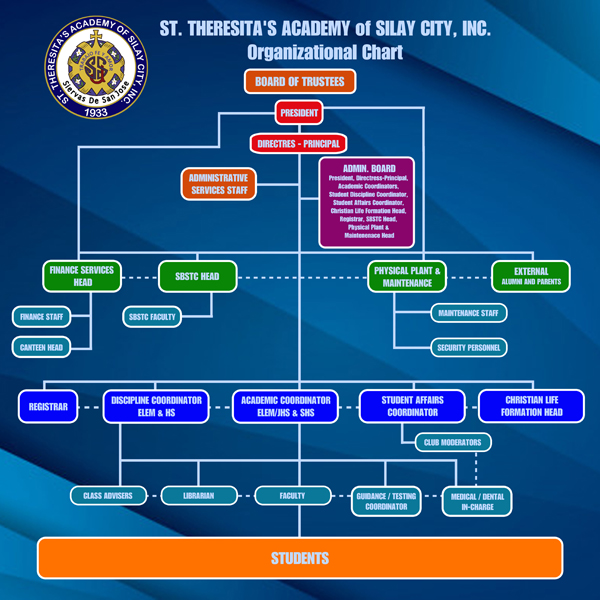 ST. THERESITA'S ACADEMY of SILAY CITY, INC.
Organizational Chart
ST. THERESITA'S ACADEMY OF SILAY CITY, INC.
Siervas De San Jose
1933
BOARD OF TRUSTEES
PRESIDENT
DIRECTRES - PRINCIPAL
ADMINISTRATIVE
SERVICES STAFF
ADMIN. BOARD
President, Directress-Principal,
Academic Coordinators,
Student Discipline Coordinator,
Student Affairs Coordinator,
Christian Life Formation Head,
Registrar, SBSTC Head,
Physical Plant &
Maintenenace Head
FINANCE SERVICES
HEAD
SBSTC HEAD
PHYSICAL PLANT &
MAINTENANCE
EXTERNAL
ALUMNI AND PARENTS
FINANCE STAFF
SBSTC FACULTY
MAINTENANCE STAFF
CANTEEN HEAD
SECURITY PERSONNEL
REGISTRAR
DISCIPLINE COORDINATOR
ELEM & HS
ACADEMIC COORDINATOR
ELEM/JHS & SHS
STUDENT AFFAIRS
COORDINATOR
CHRISTIAN LIFE
FORMATION HEAD
CLUB MODERATORS
CLASS ADVISERS
LIBRARIAN
FACULTY
GUIDANCE / TESTING
COORDINATOR
MEDICAL / DENTAL
IN-CHARGE
STUDENTS